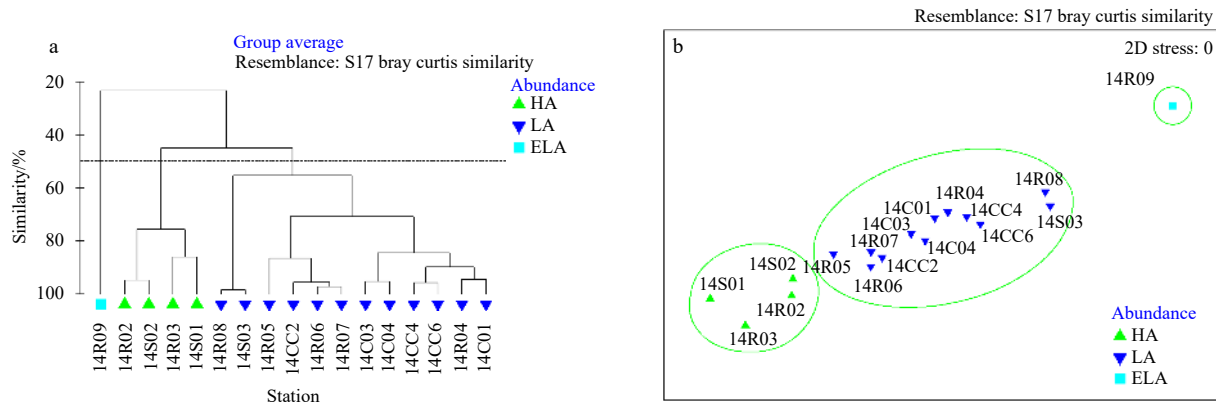 a
Group average
Resemblance: S17 bray curtis similarity
Abundance
HA
LA
ELA
20
40
60
80
100
Similarity/%
14R09
14R02
14S02
14R03
14S01
14R08
14S03
14R05
14CC2
14R06
14R07
14C03
14C04
14CC4
14CC6
14R04
14C01
Station
Resemblance: S17 bray curtis similarity
b
2D stress: 0
14R09
14R08
14R04
14C01
14CC4
14S03
14C03
14CC6
14R07
14C04
14S02
14R05
14CC2
14S01
14R06
14R02
14R03
Abundance
HA
LA
ELA